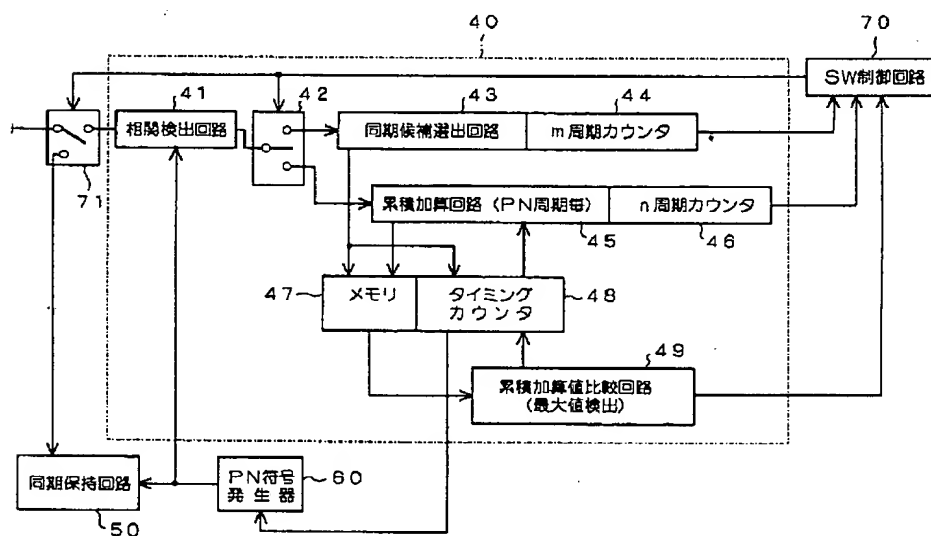 40
70
SW制御回路
41
42
43
44
相関検出回路
同期候補選出回路
m周期カウンタ
71
累積加算回路(PN周期毎)
n周期カウンタ
45
46
47
メモリ
タイミング
カウンタ
48
49
累積加算値比較回路
(最大値検出)
同期保持回路
PN符号
発生器
60
50